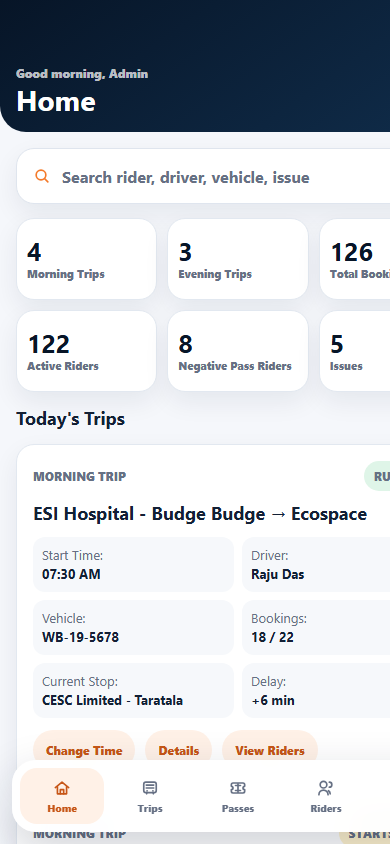 Good morning, Admin
Home
Search rider, driver, vehicle, issue
4
Morning Trips
3
Evening Trips
126
Total
122
Active Riders
8
Negative Pass Riders
5
Issues
Today's Trips
MORNING TRIP
ESI Hospital - Budge Budge → Ecospace
Start Time:
07:30 AM
Driver:
Raju Das
Vehicle:
WB-19-5678
Bookings:
18 / 22
Current Stop:
CESC Limited - Taratala
Delay:
+6 min
Change Time
Details
View Riders
Home
Trips
Passes
Riders
MORNING TRIP